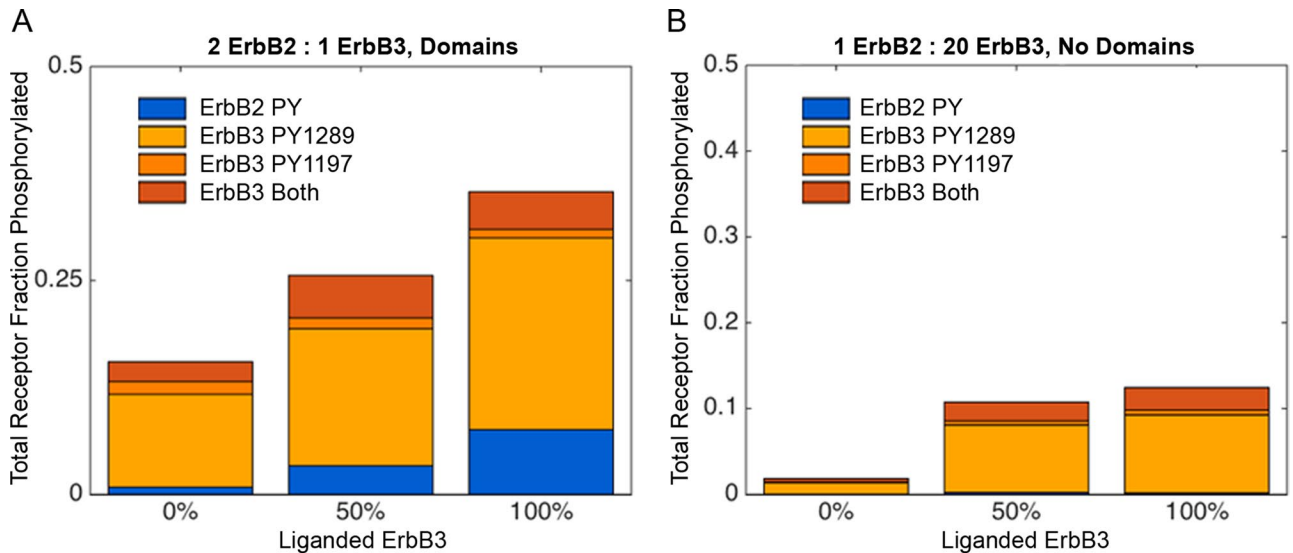 A
2 ErbB2 : 1 ErbB3, Domains
Total Receptor Fraction Phosphorylated
0.5
0.25
0
ErbB2 PY
ErbB3 PY1289
ErbB3 PY1197
ErbB3 Both
0%
50%
100%
Liganded ErbB3
B
1 ErbB2 : 20 ErbB3, No Domains
Total Receptor Fraction Phosphorylated
0.5
0.4
0.3
0.2
0.1
0
ErbB2 PY
ErbB3 PY1289
ErbB3 PY1197
ErbB3 Both
0%
50%
100%
Liganded ErbB3